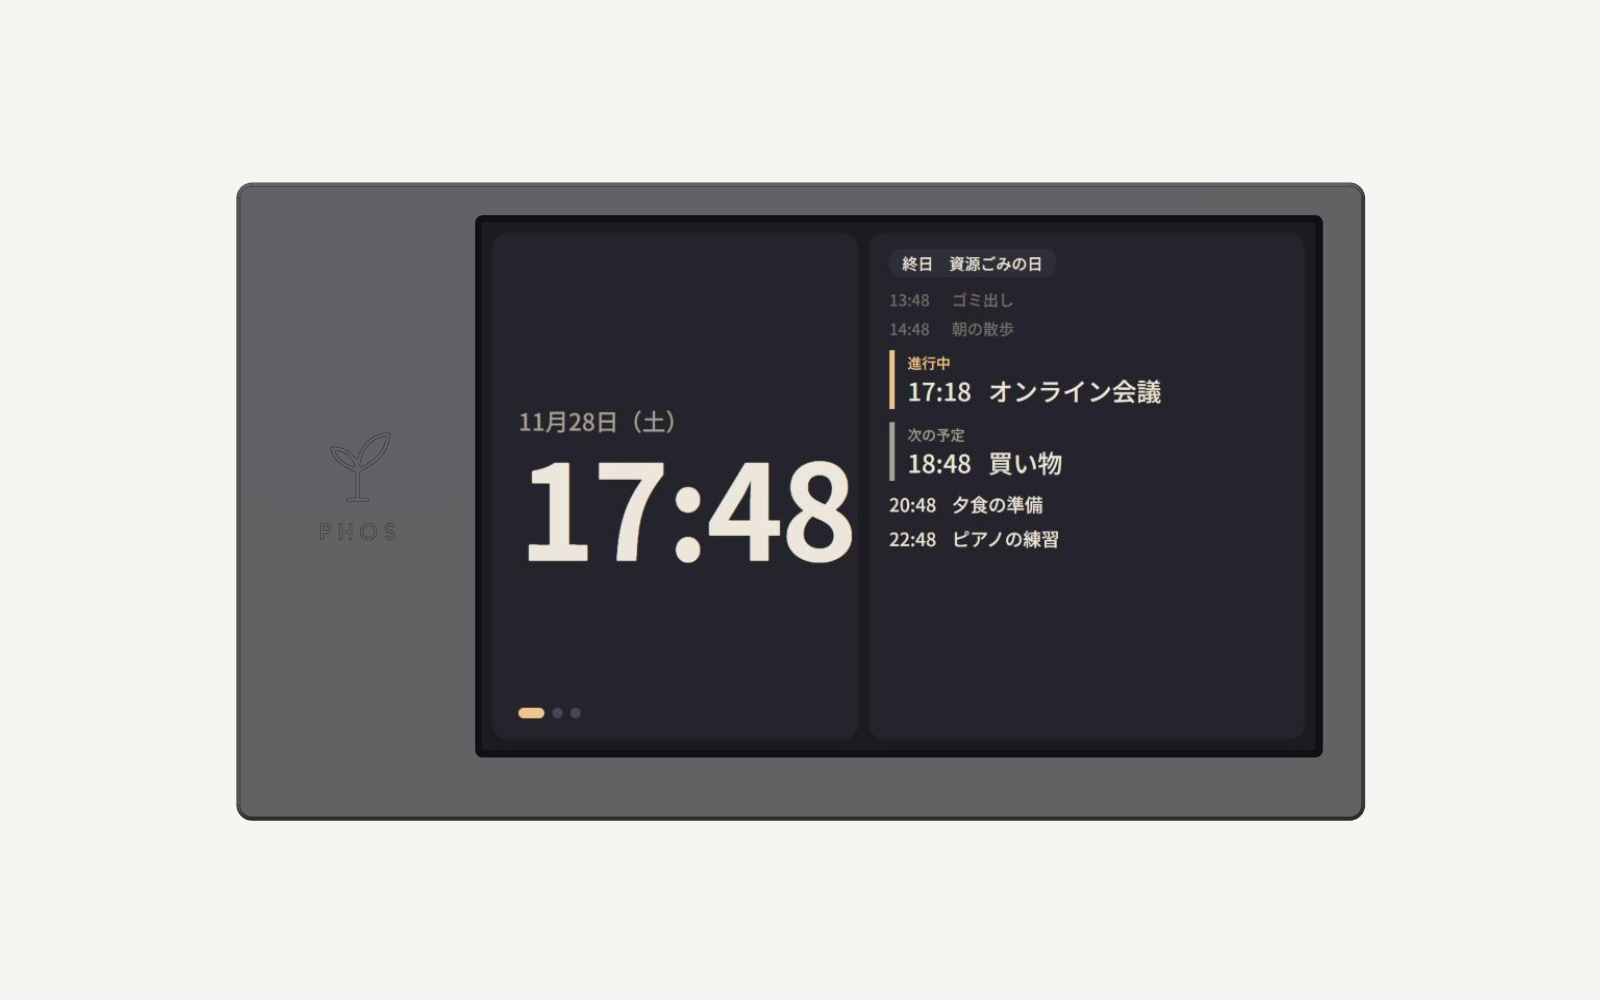 PHOS
11月28日（土）
17:48
終日　資源ごみの日
13:48　ゴミ出し
14:48　朝の散歩
進行中
17:18　オンライン会議
次の予定
18:48　買い物
20:48　夕食の準備
22:48　ピアノの練習